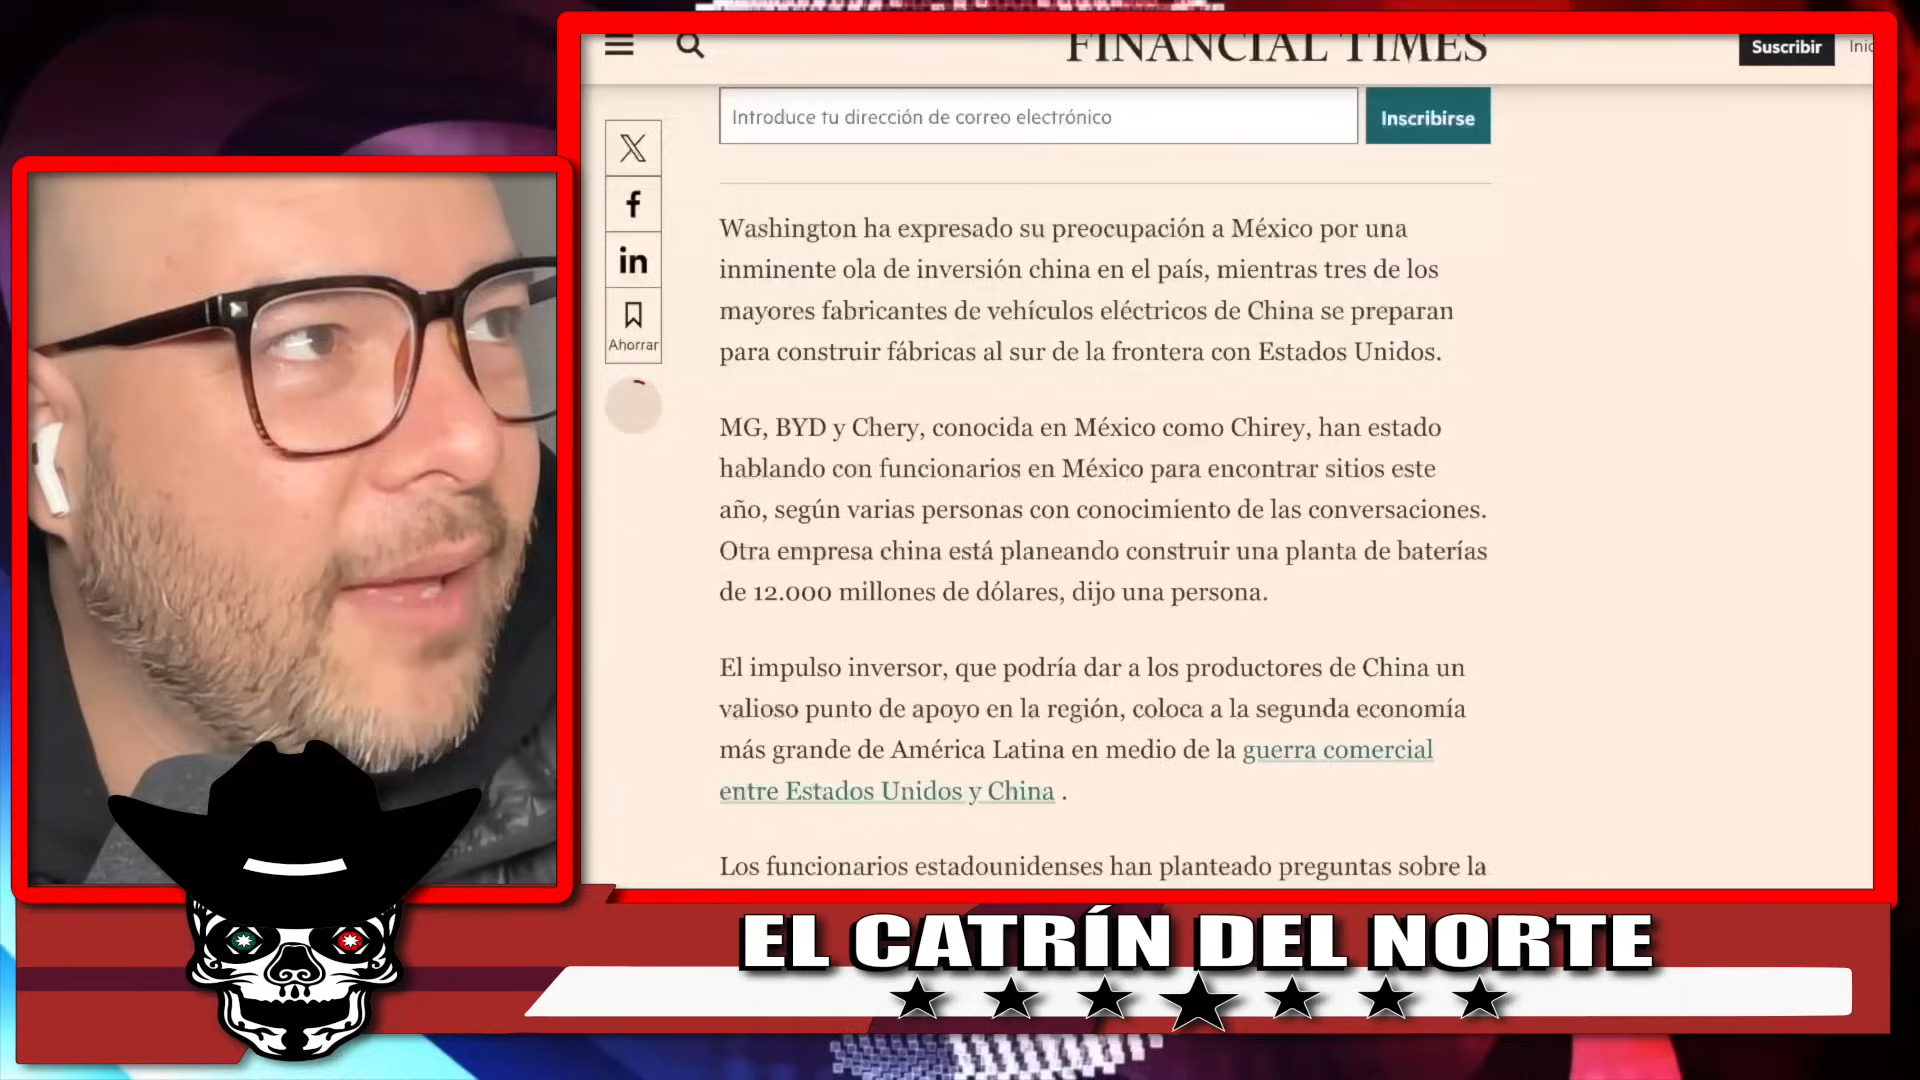 FINANCIAL TIMES
Suscribir
Introduce tu dirección de correo electrónico
Inscribirse
Ahorrar
Washington ha expresado su preocupación a México por una
inminente ola de inversión china en el país, mientras tres de los
mayores fabricantes de vehículos eléctricos de China se preparan
para construir fábricas al sur de la frontera con Estados Unidos.
MG, BYD y Chery, conocida en México como Chirey, han estado
hablando con funcionarios en México para encontrar sitios este
año, según varias personas con conocimiento de las conversaciones.
Otra empresa china está planeando construir una planta de baterías
de 12.000 millones de dólares, dijo una persona.
El impulso inversor, que podría dar a los productores de China un
valioso punto de apoyo en la región, coloca a la segunda economía
más grande de América Latina en medio de la guerra comercial
entre Estados Unidos y China .
Los funcionarios estadounidenses han planteado preguntas sobre la
EL CATRÍN DEL NORTE